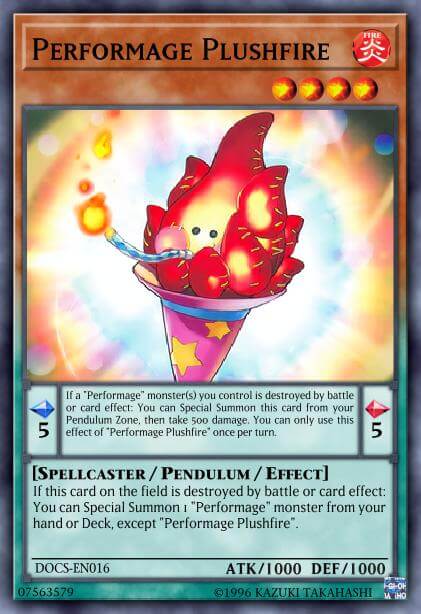 PERFORMAGE PLUSHFIRE
FIRE
炎
If a "Performage" monster(s) you control is destroyed by battle
or card effect: You can Special Summon this card from your
Pendulum Zone, then take 500 damage. You can only use this
effect of "Performage Plushfire" once per turn.
5
5
[SPELLCASTER / PENDULUM / EFFECT]
If this card on the field is destroyed by battle or card effect:
You can Special Summon 1 "Performage" monster from your
hand or Deck, except "Performage Plushfire".
DOCS-EN016
ATK/1000 DEF/1000
07563579
©1996 KAZUKI TAKAHASHI